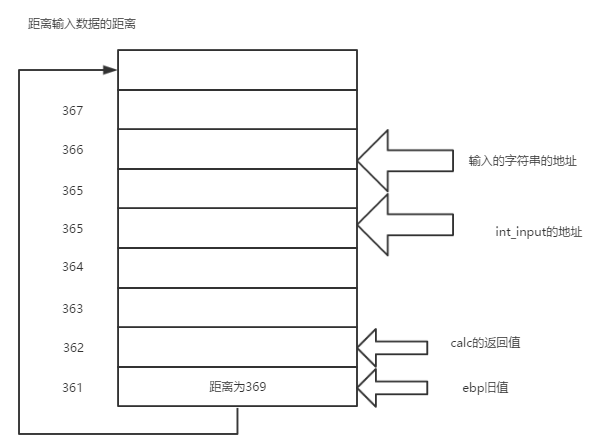 距离输入数据的距离
367
366
输入的字符串的地址
365
365
int_input的地址
364
363
362
calc的返回值
361
距离为369
ebp旧值